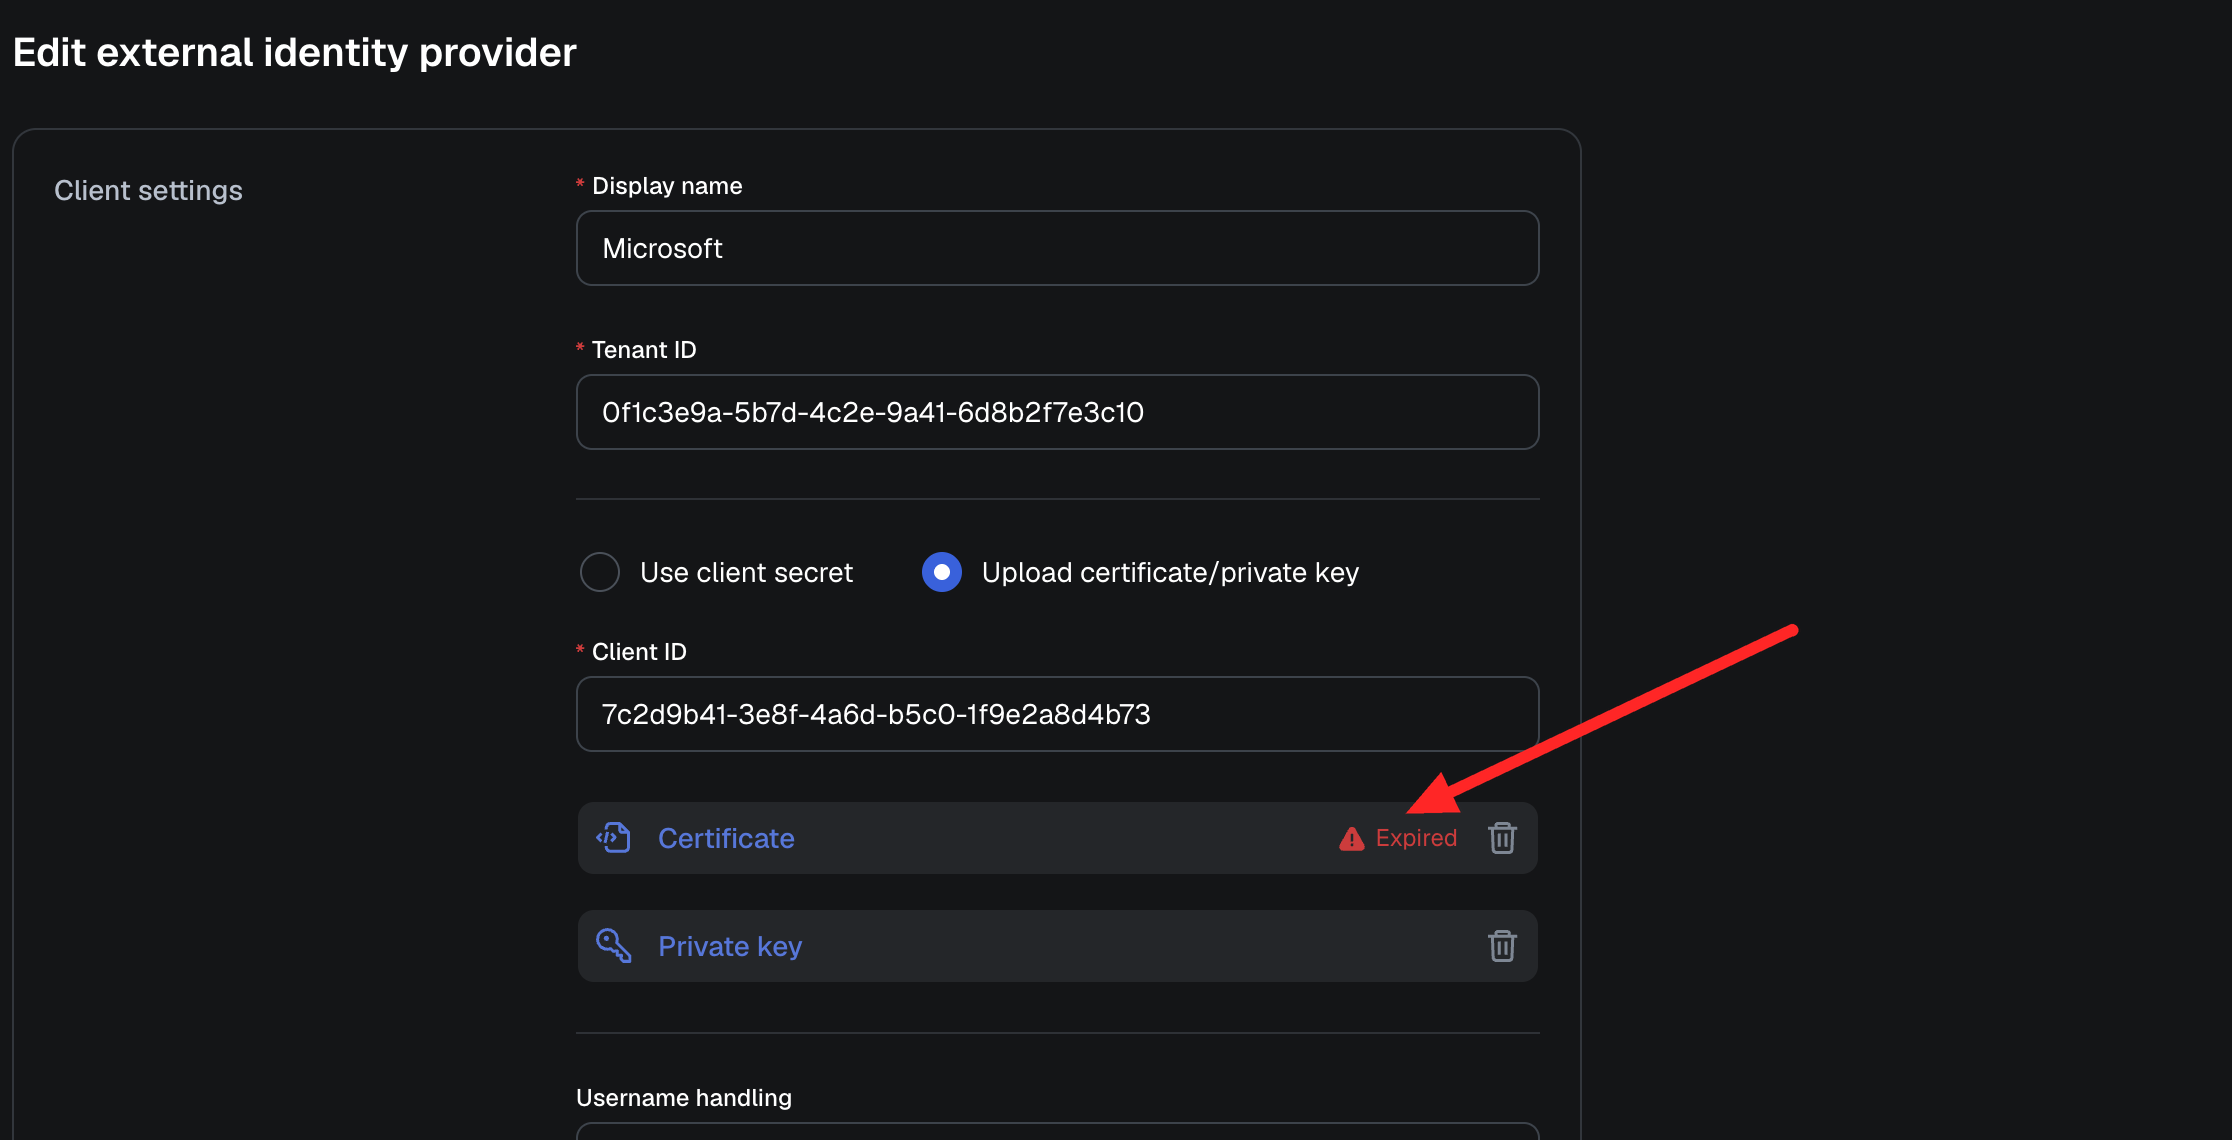 Edit external identity provider
Client settings
* Display name
Microsoft
* Tenant ID
0f1c3e9a-5b7d-4c2e-9a41-6d8b2f7e3c10
Use client secret
Upload certificate/private key
* Client ID
7c2d9b41-3e8f-4a6d-b5c0-1f9e2a8d4b73
Certificate
Expired
Private key
Username handling